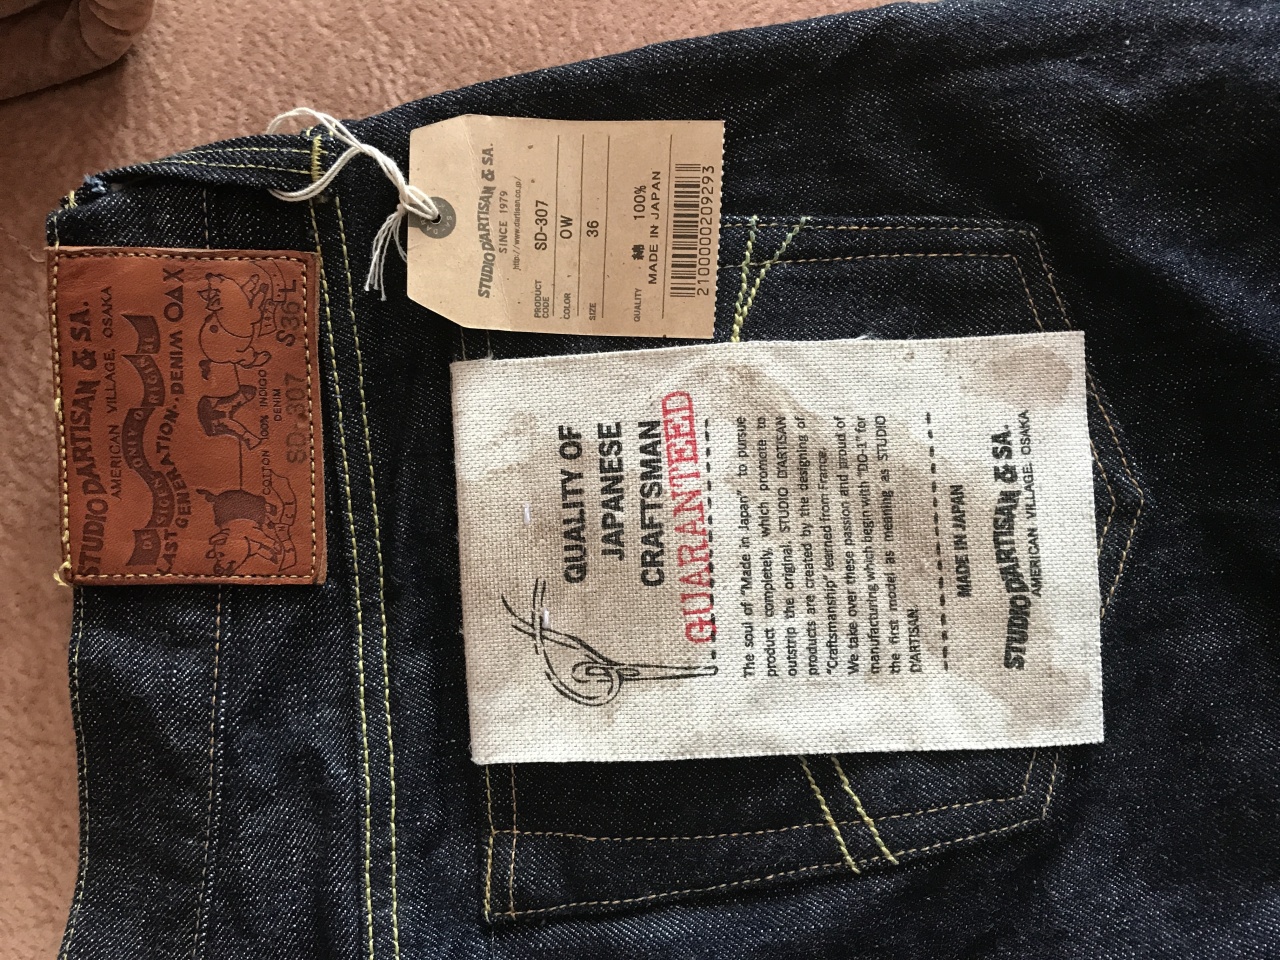 STUDIO D'ARTISAN & SA.
AMERICAN VILLAGE, OSAKA
LAST GENERATION.-DENIM
COTTON 100% INDIGO
DENIM
SD-307 S36 L
STUDIO D'ARTISAN & SA.
SINCE 1979
http://www.dartisan.co.jp/
PRODUCT CODE SD-307
COLOR OW
SIZE 36
QUALITY 綿 100%
MADE IN JAPAN
2100000209293
QUALITY OF
JAPANESE
CRAFTSMAN
GUARANTEED
The soul of "Made in Japan" to pursue
product completely, which promote to
outstrip the original. STUDIO D'ARTISAN
products are created by the designing of
"Craftsmanship" learned from France.
We take over these passion and proud of
manufacturing which begin with "DO-1" for
the first model as meaning as STUDIO
D'ARTISAN.
MADE IN JAPAN
STUDIO D'ARTISAN & SA.
AMERICAN VILLAGE. OSAKA